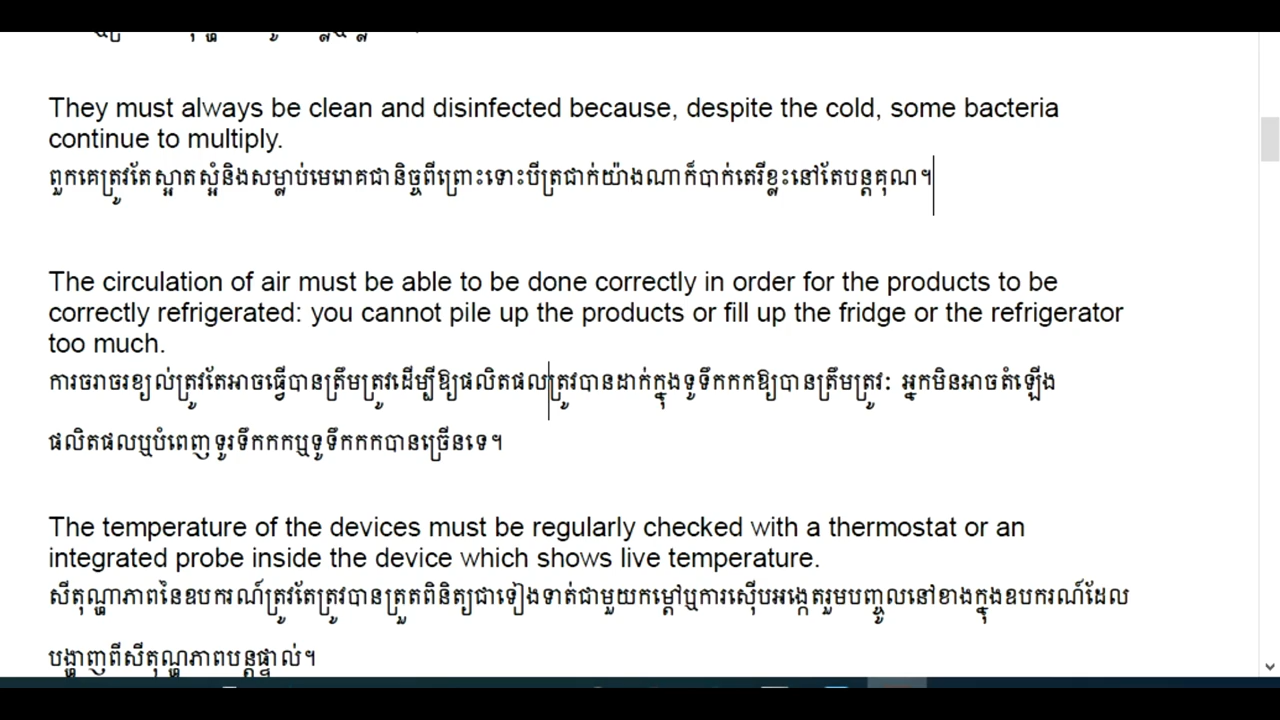 They must always be clean and disinfected because, despite the cold, some bacteria
continue to multiply.
ពួកគេត្រូវតែស្អាតស្អំនិងសម្លាប់មេរោគជានិច្ចពីព្រោះទោះបីត្រជាក់យ៉ាងណាក៏បាក់តេរីខ្លះនៅតែបន្តគុណ។
The circulation of air must be able to be done correctly in order for the products to be
correctly refrigerated: you cannot pile up the products or fill up the fridge or the refrigerator
too much.
ការចរាចរខ្យល់ត្រូវតែអាចធ្វើបានត្រឹមត្រូវដើម្បីឱ្យផលិតផលត្រូវបានដាក់ក្នុងទូទឹកកកឱ្យបានត្រឹមត្រូវ: អ្នកមិនអាចតំឡើង
ផលិតផលឬបំពេញទូរទឹកកកឬទូទឹកកកបានច្រើនទេ។
The temperature of the devices must be regularly checked with a thermostat or an
integrated probe inside the device which shows live temperature.
សីតុណ្ហាភាពនៃឧបករណ៍ត្រូវតែត្រូវបានត្រួតពិនិត្យជាទៀងទាត់ជាមួយកម្តៅឬការស៊ើបអង្កេតរួមបញ្ចូលនៅខាងក្នុងឧបករណ៍ដែល
បង្ហាញពីសីតុណ្ហភាពបន្តផ្ទាល់។